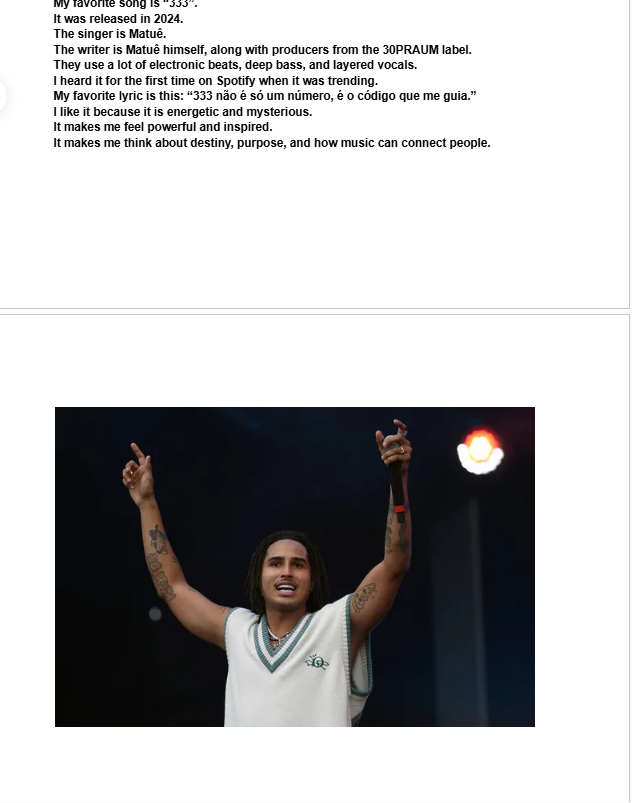 My favorite song is “333”.
It was released in 2024.
The singer is Matuê.
The writer is Matuê himself, along with producers from the 30PRAUM label.
They use a lot of electronic beats, deep bass, and layered vocals.
I heard it for the first time on Spotify when it was trending.
My favorite lyric is this: “333 não é só um número, é o código que me guia.”
I like it because it is energetic and mysterious.
It makes me feel powerful and inspired.
It makes me think about destiny, purpose, and how music can connect people.